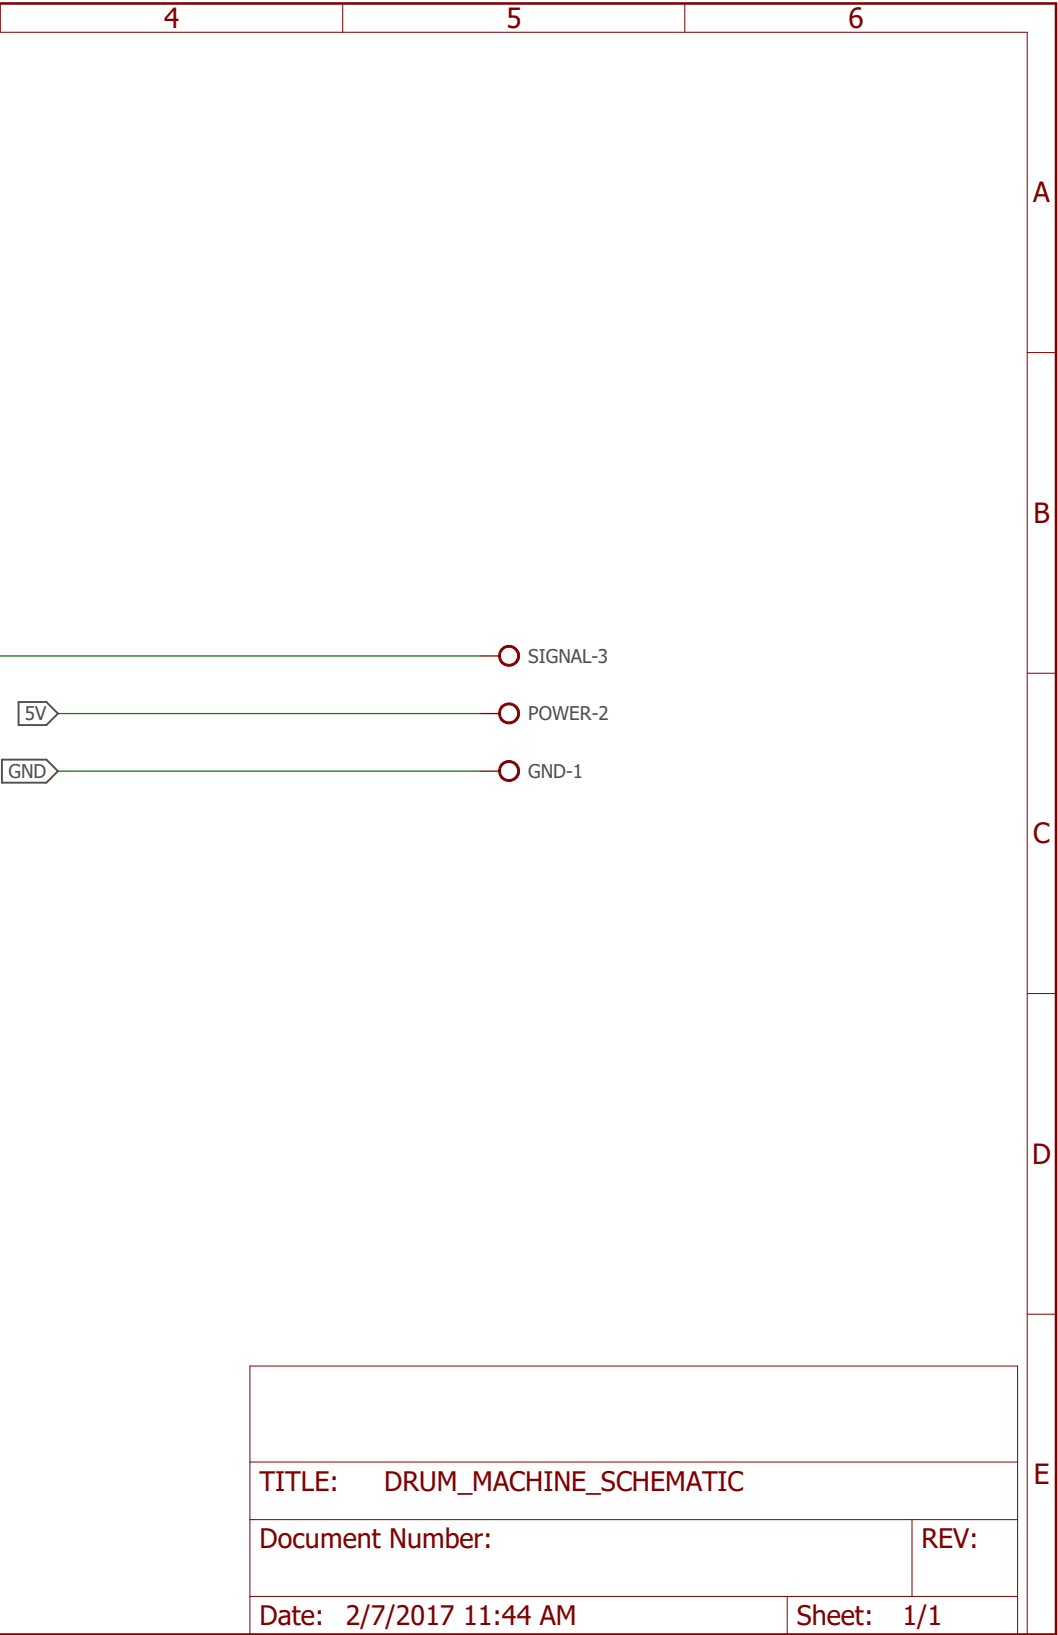 4 5 6
A
B
SIGNAL-3
5V POWER-2
GND GND-1
C
D
E
TITLE: DRUM_MACHINE_SCHEMATIC
Document Number: REV:
Date: 2/7/2017 11:44 AM Sheet: 1/1